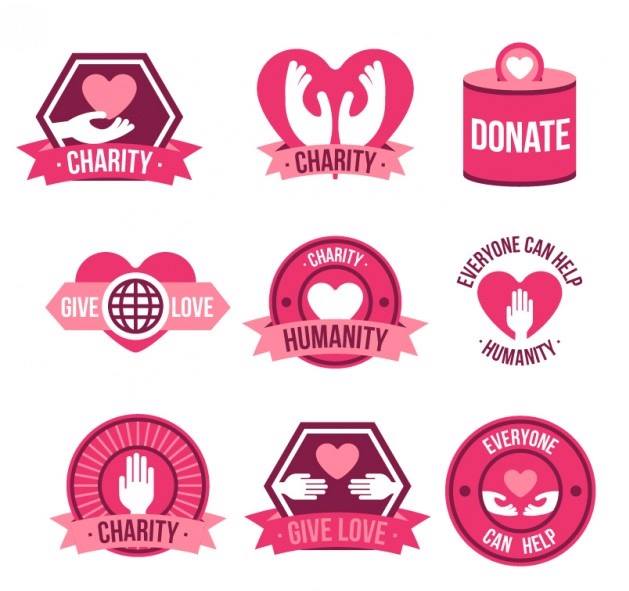 · CHARITY ·
· CHARITY ·
DONATE
GIVE LOVE
· CHARITY ·
HUMANITY
EVERYONE CAN HELP
· HUMANITY ·
· CHARITY ·
GIVE LOVE
EVERYONE
CAN HELP